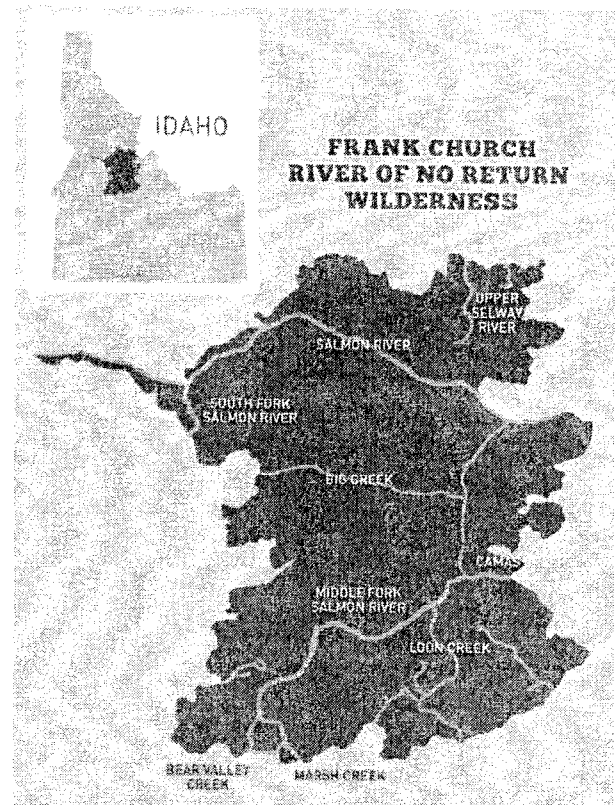 IDAHO
FRANK CHURCH
RIVER OF NO RETURN
WILDERNESS
UPPER
SELWAY
RIVER
SALMON RIVER
SOUTH FORK
SALMON RIVER
BIG CREEK
CAMAS
MIDDLE FORK
SALMON RIVER
LOON CREEK
BEAR VALLEY
CREEK
MARSH CREEK